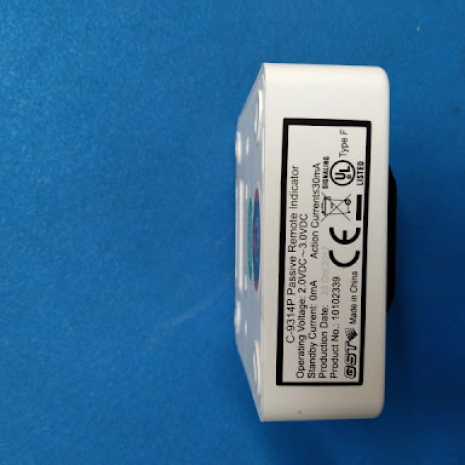 C-9314P Passive Remote Indicator
Operating Voltage: 2.0VDC～3.0VDC
Standby Current: 0mA Action Current≤30mA
Production Date:
Product No.: 10102339
GST Made in China
CE
SIGNALING
UL
LISTED
Type F